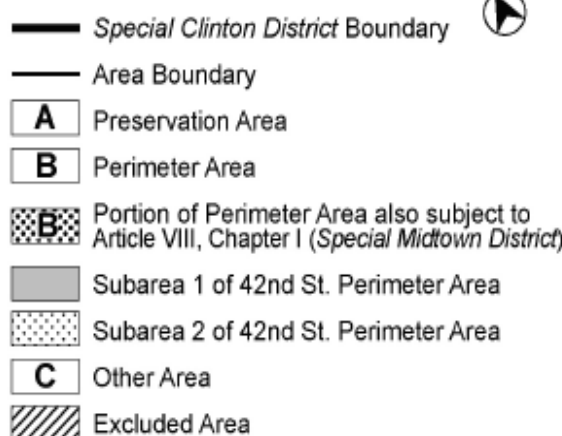 Special Clinton District Boundary
Area Boundary
A Preservation Area
B Perimeter Area
B Portion of Perimeter Area also subject to
Article VIII, Chapter I (Special Midtown District)
Subarea 1 of 42nd St. Perimeter Area
Subarea 2 of 42nd St. Perimeter Area
C Other Area
Excluded Area